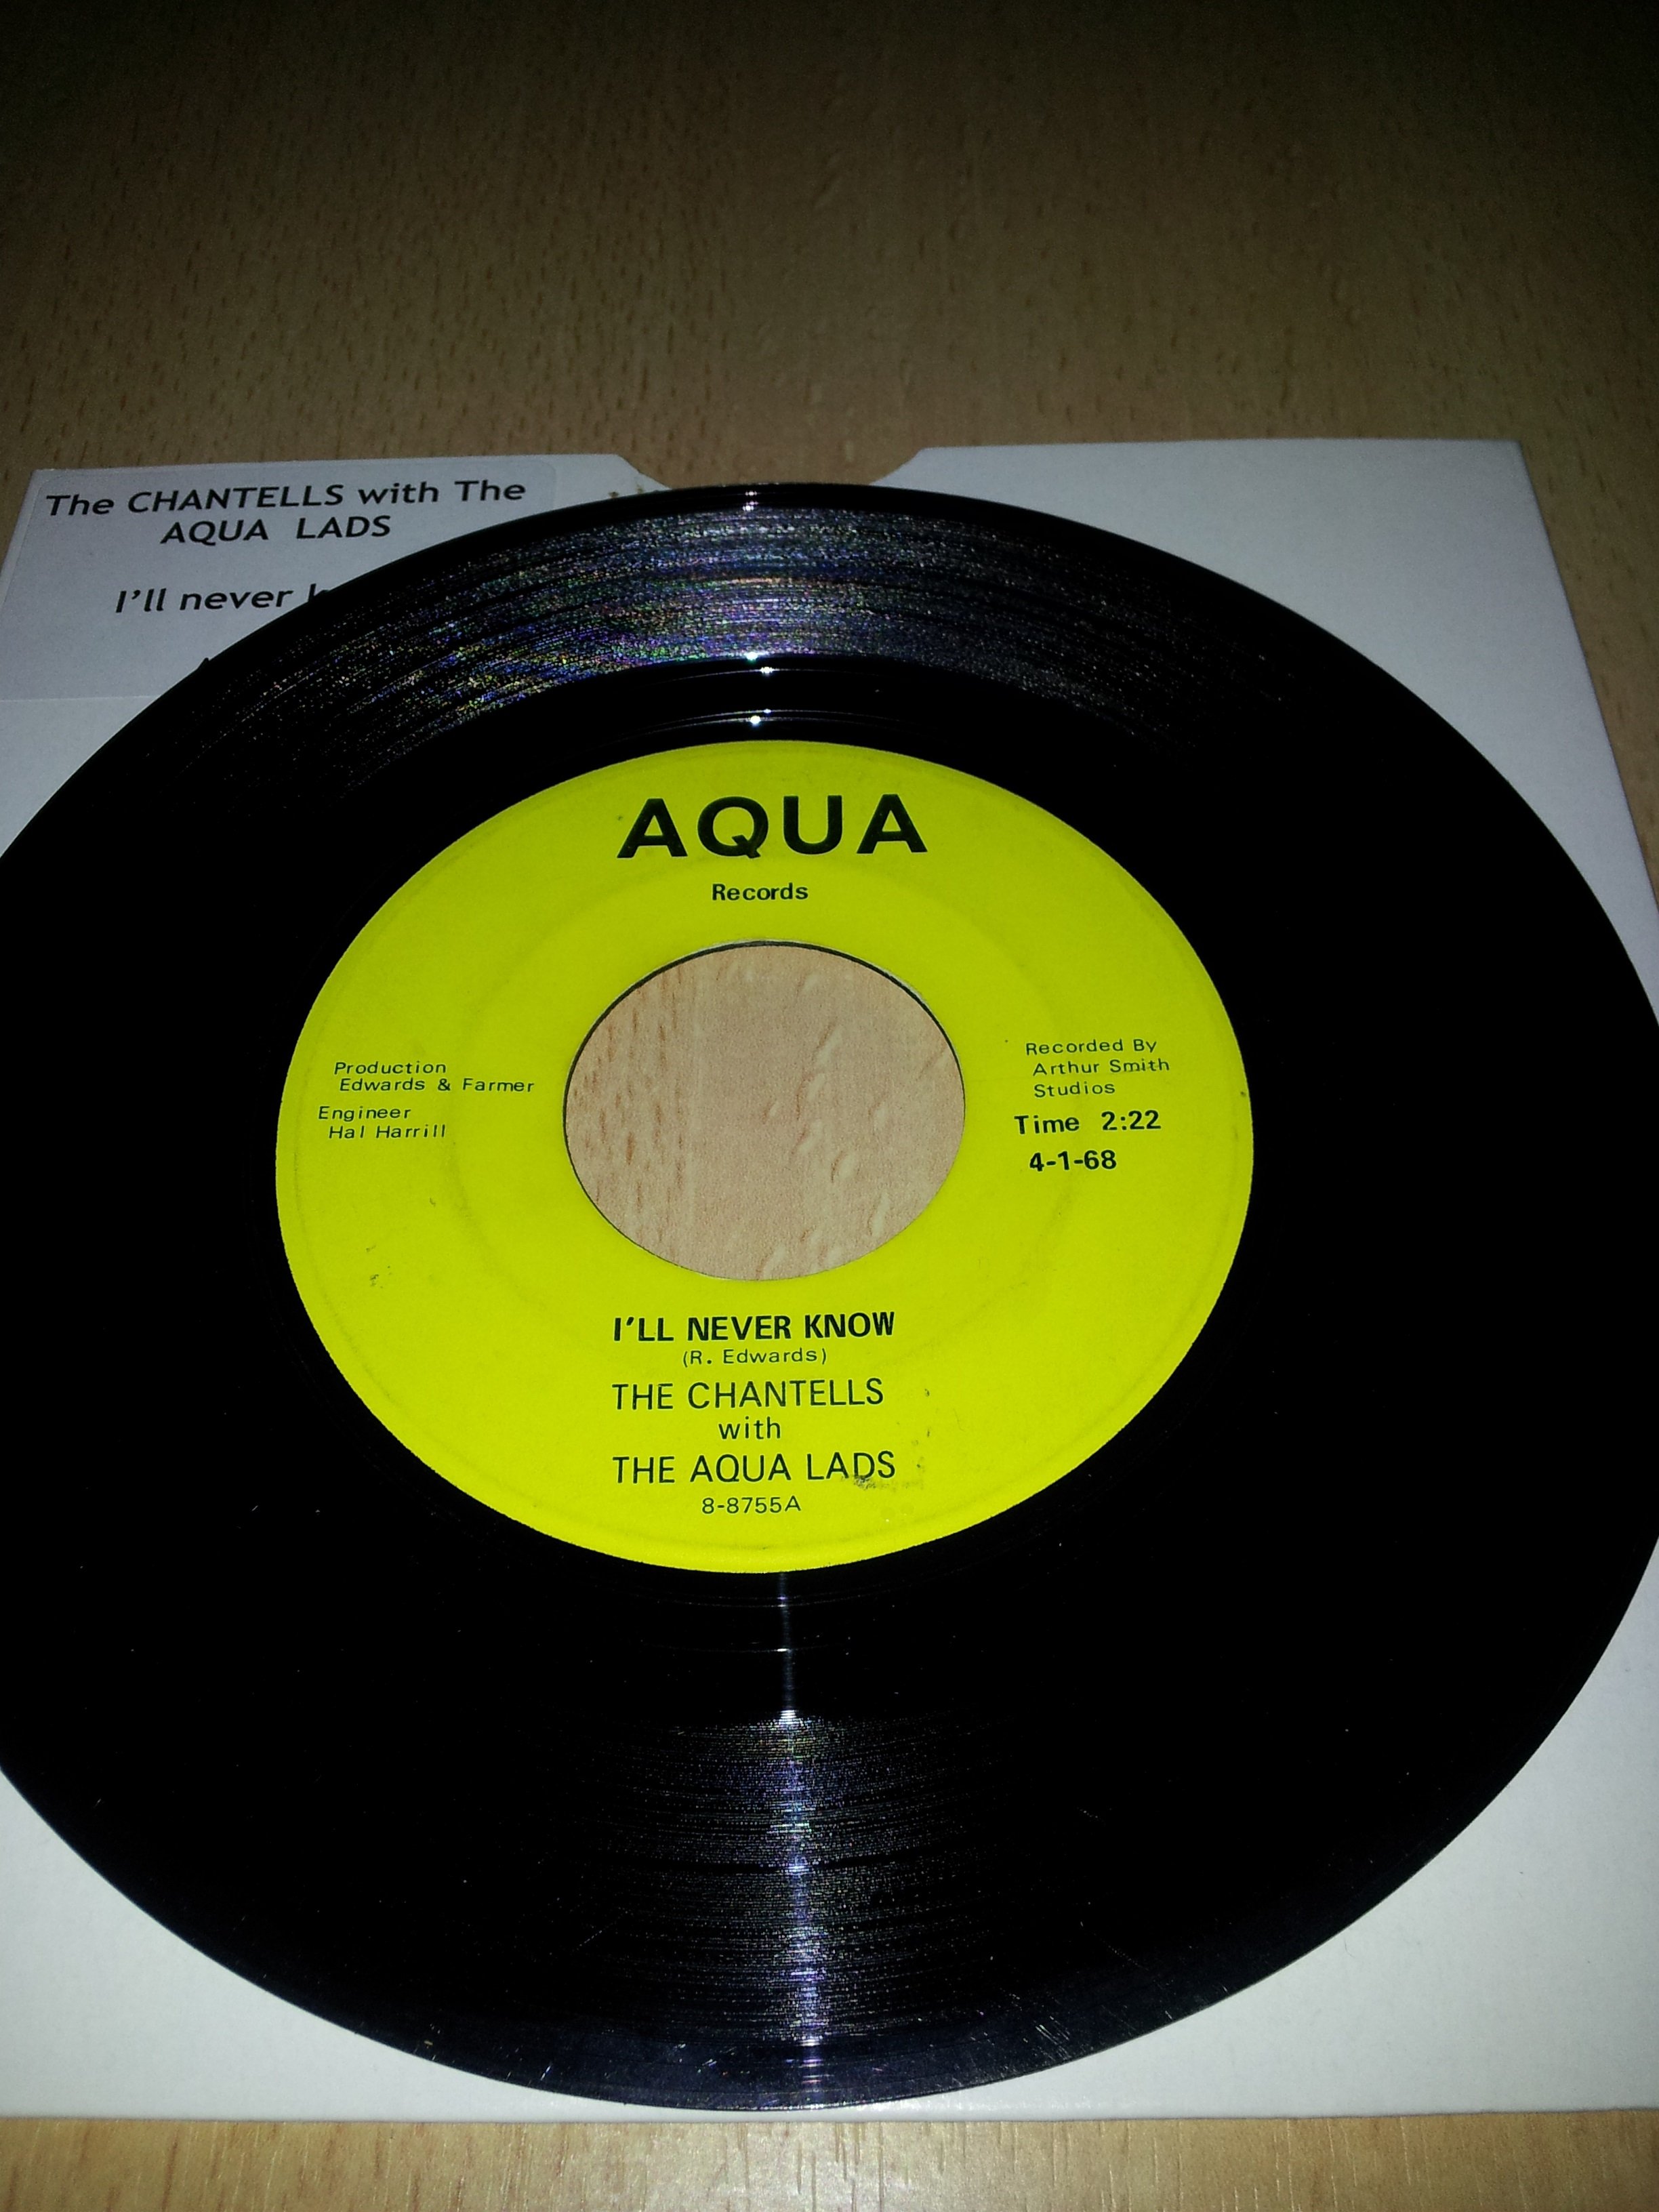 The CHANTELLS with The
AQUA LADS
I'll never
AQUA
Records
Production
Edwards & Farmer
Engineer
Hal Harrill
Recorded By
Arthur Smith
Studios
Time 2:22
4-1-68
I'LL NEVER KNOW
(R. Edwards)
THE CHANTELLS
with
THE AQUA LADS
8-8755A